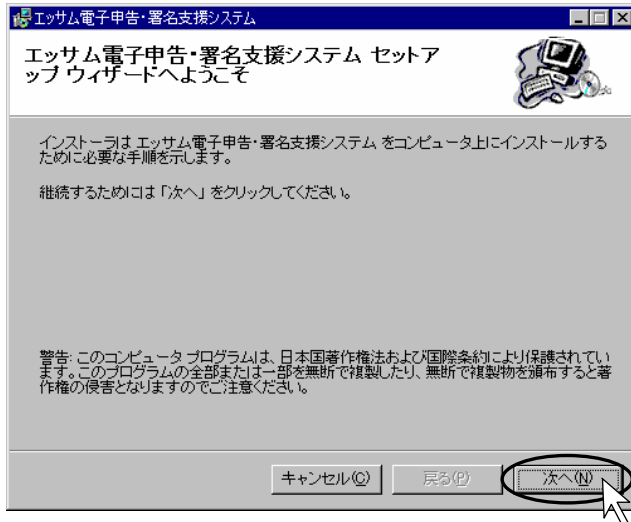 エッサム電子申告・署名支援システム
エッサム電子申告・署名支援システム セットア
ップ ウィザードへようこそ
インストーラは エッサム電子申告・署名支援システム をコンピュータ上にインストールする
ために必要な手順を示します。
継続するためには 「次へ」 をクリックしてください。
警告: このコンピュータ プログラムは、日本国著作権法および国際条約により保護されてい
ます。このプログラムの全部または一部を無断で複製したり、無断で複製物を頒布すると著
作権の侵害となりますのでご注意ください。
キャンセル(C) 戻る(P) 次へ(N)